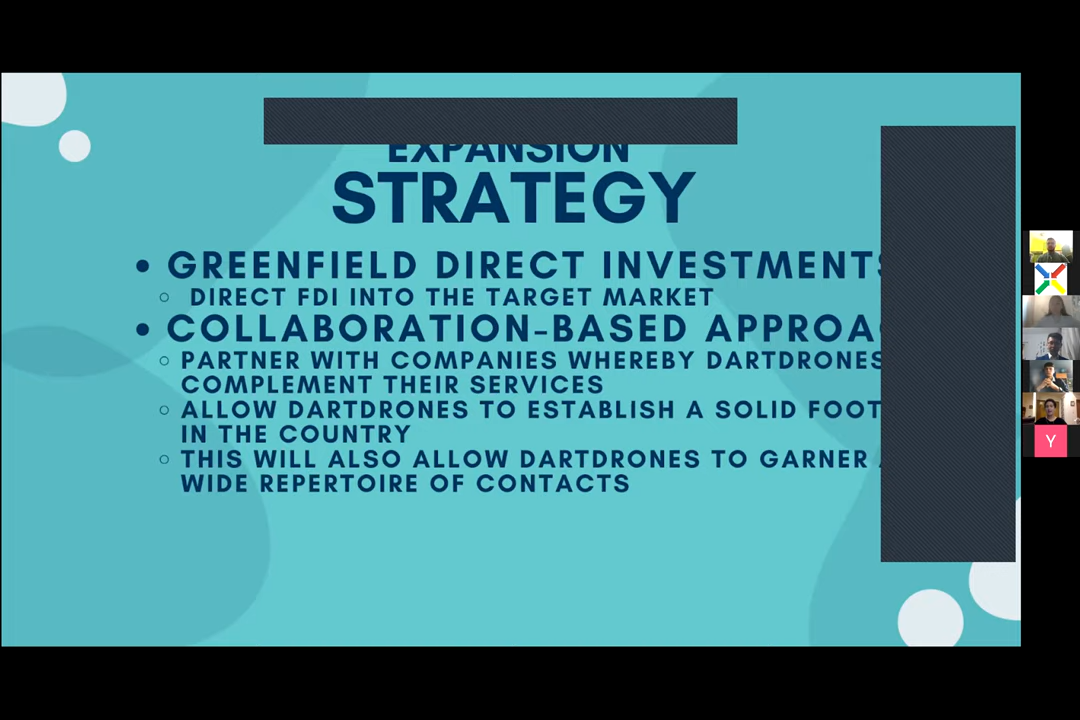 EXPANSION
STRATEGY
• GREENFIELD DIRECT INVESTMENTS
○ DIRECT FDI INTO THE TARGET MARKET
• COLLABORATION-BASED
○ PARTNER WITH COMPANIES WHEREBY DARTDRONES
COMPLEMENT THEIR SERVICES
○ ALLOW DARTDRONES TO ESTABLISH A SOLID
IN THE COUNTRY
○ THIS WILL ALSO ALLOW DARTDRONES TO GARNER A
WIDE REPERTOIRE OF CONTACTS
Y